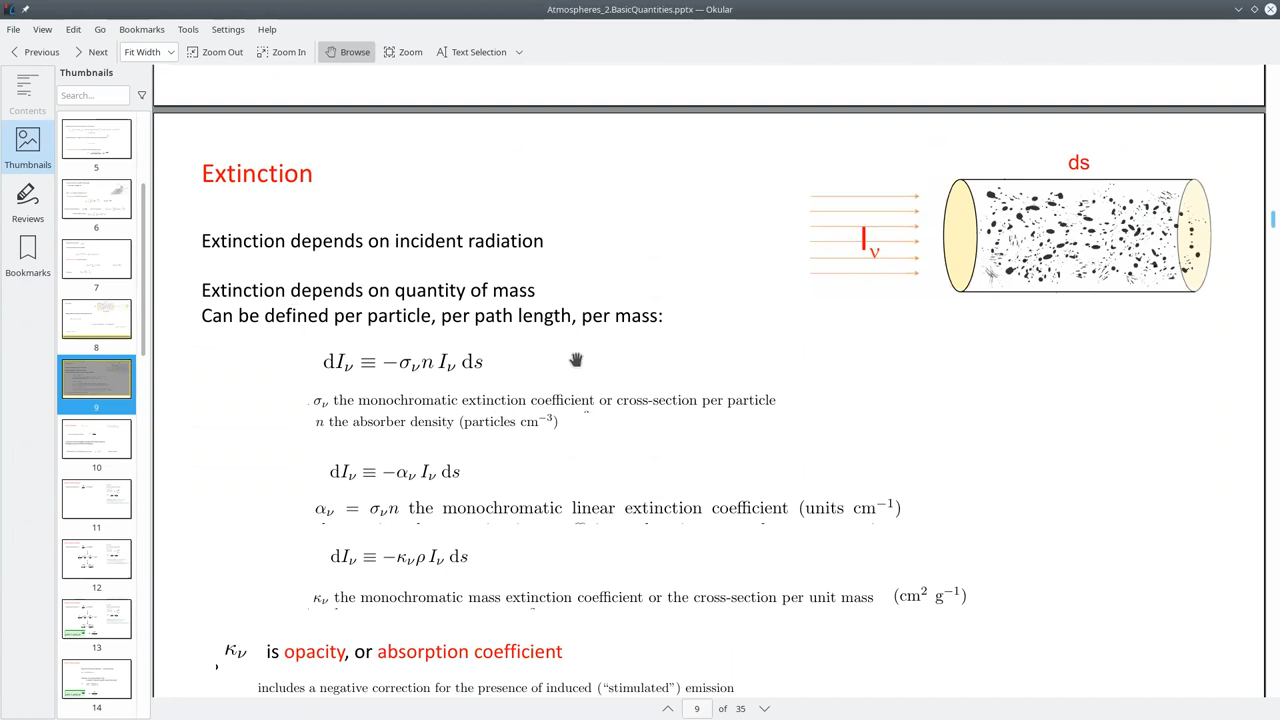 Atmospheres_2.BasicQuantities.pptx — Okular
File View Edit Go Bookmarks Tools Settings Help
Previous Next Fit Width Zoom Out Zoom In Browse Zoom Text Selection
Thumbnails
Search...
Contents
Thumbnails
Reviews
Bookmarks
5
6
7
8
9
10
11
12
13
14
Extinction
ds
Iν
Extinction depends on incident radiation
Extinction depends on quantity of mass
Can be defined per particle, per path length, per mass:
dIν ≡ −σνn Iν ds
σν the monochromatic extinction coefficient or cross-section per particle
n the absorber density (particles cm⁻³)
dIν ≡ −αν Iν ds
αν = σνn the monochromatic linear extinction coefficient (units cm⁻¹)
dIν ≡ −κνρ Iν ds
κν the monochromatic mass extinction coefficient or the cross-section per unit mass (cm² g⁻¹)
κν is opacity, or absorption coefficient
includes a negative correction for the presence of induced (“stimulated”) emission
9 of 35